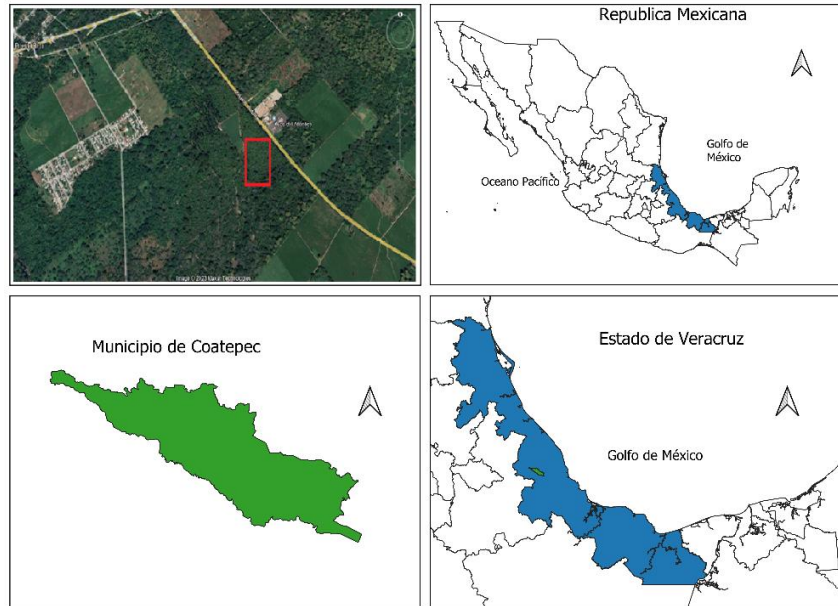 Republica Mexicana
Golfo de
México
Oceano Pacífico
Municipio de Coatepec
Estado de Veracruz
Golfo de México